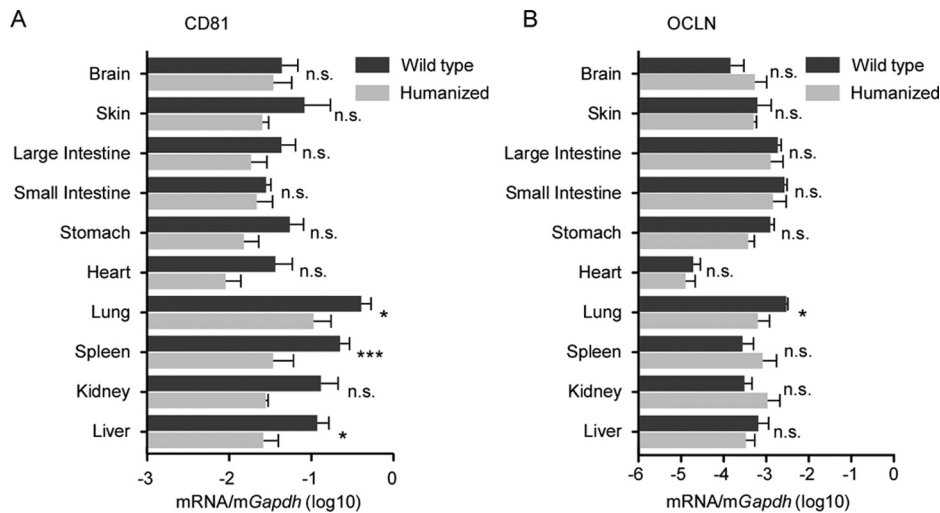 A
CD81
Wild type
Humanized
Brain
n.s.
Skin
n.s.
Large Intestine
n.s.
Small Intestine
n.s.
Stomach
n.s.
Heart
n.s.
Lung
*
Spleen
***
Kidney
n.s.
Liver
*
-3 -2 -1 0
mRNA/mGapdh (log10)
B
OCLN
Wild type
Humanized
Brain
n.s.
Skin
n.s.
Large Intestine
n.s.
Small Intestine
n.s.
Stomach
n.s.
Heart
n.s.
Lung
*
Spleen
n.s.
Kidney
n.s.
Liver
n.s.
-6 -5 -4 -3 -2 -1 0
mRNA/mGapdh (log10)